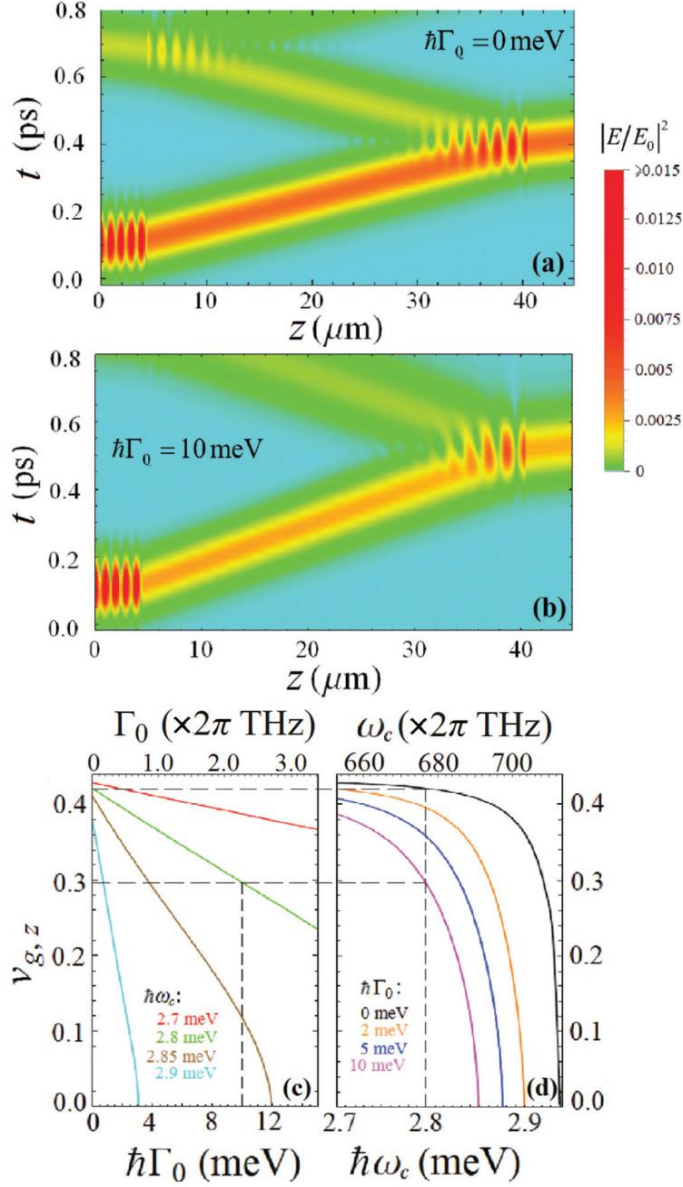 0.8
0.6
0.4
0.2
0.0
t (ps)
ℏΓ₀ = 0 meV
(a)
0 10 20 30 40
z (μm)
|E/E₀|²
≥0.015
0.012
0.010
0.0075
0.005
0.0025
0
0.8
0.6
0.4
0.2
0.0
t (ps)
ℏΓ₀ = 10 meV
(b)
0 10 20 30 40
z (μm)
Γ₀ (×2π THz)
ω_c (×2π THz)
0 1.0 2.0 3.0
660 680 700
0.4
0.3
0.2
0.1
0.0
v_{g, z}
ℏω_c:
2.7 meV
2.8 meV
2.85 meV
2.9 meV
(c)
ℏΓ₀:
0 meV
2 meV
5 meV
10 meV
(d)
0.4
0.3
0.2
0.1
0.0
0 4 8 12
2.7 2.8 2.9
ℏΓ₀ (meV)
ℏω_c (meV)